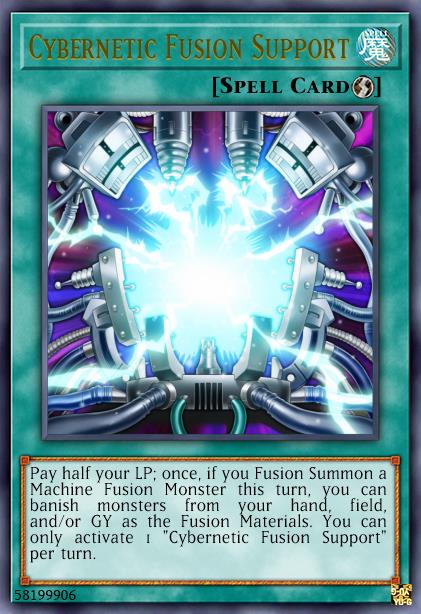 Cybernetic Fusion Support
SPELL
魔
[Spell Card]
Pay half your LP; once, if you Fusion Summon a
Machine Fusion Monster this turn, you can
banish monsters from your hand, field,
and/or GY as the Fusion Materials. You can
only activate 1 "Cybernetic Fusion Support"
per turn.
58199906